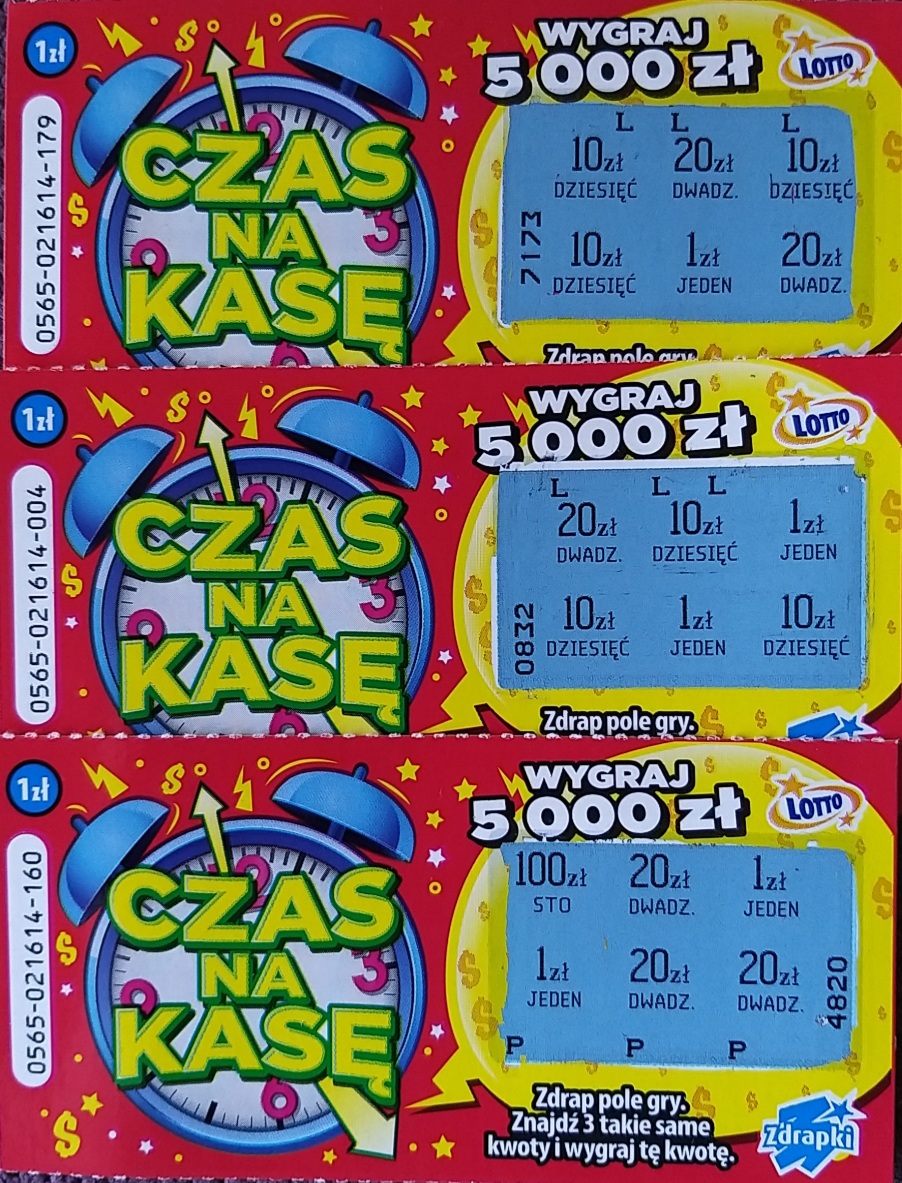 1zł
WYGRAJ
5 000 zł
LOTTO
0565-021614-179
CZAS
NA
KASĘ
3
L L L
10zł 20zł 10zł
DZIESIĘĆ DWADZ. DZIESIĘĆ
10zł 1zł 20zł
DZIESIĘĆ JEDEN DWADZ.
7173
Zdrap pole gry.
1zł
WYGRAJ
5 000 zł
LOTTO
0565-021614-004
CZAS
NA
KASĘ
3
L L L
20zł 10zł 1zł
DWADZ. DZIESIĘĆ JEDEN
10zł 1zł 10zł
DZIESIĘĆ JEDEN DZIESIĘĆ
0832
Zdrap pole gry.
1zł
WYGRAJ
5 000 zł
LOTTO
0565-021614-160
CZAS
NA
KASĘ
3
6
100zł 20zł 1zł
STO DWADZ. JEDEN
1zł 20zł 20zł
JEDEN DWADZ. DWADZ.
4820
P P P
Zdrap pole gry.
Znajdź 3 takie same
kwoty i wygraj tę kwotę.
Zdrapki